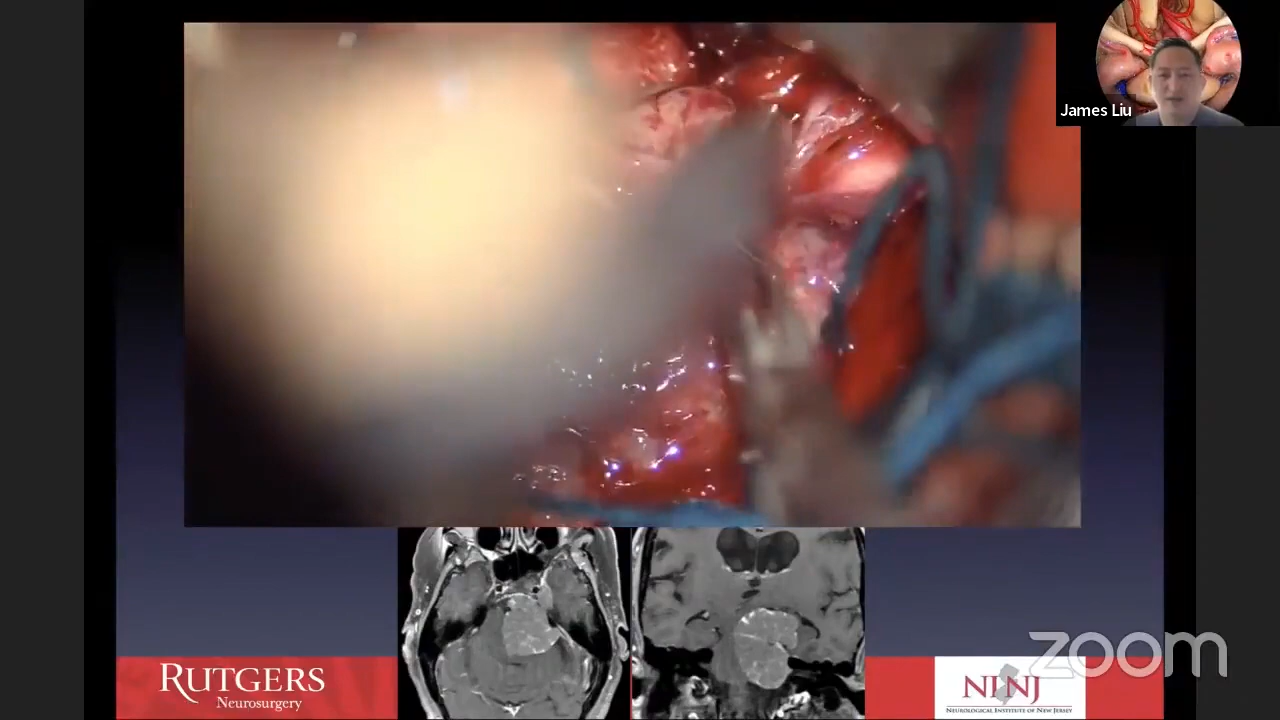 James Liu
RUTGERS
Neurosurgery
NINJ
NEUROLOGICAL INSTITUTE OF NEW JERSEY
zoom